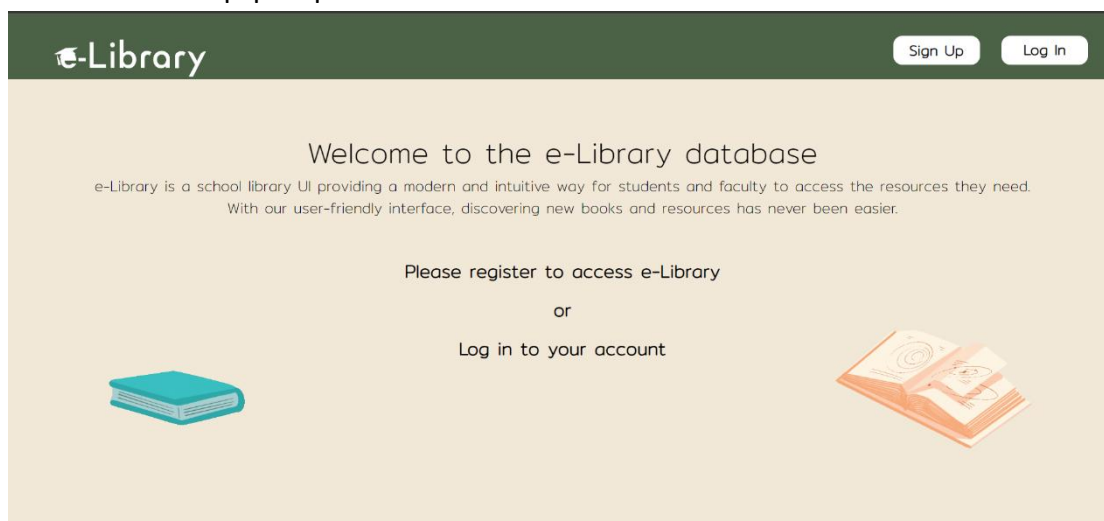 e-Library
Sign Up
Log In
Welcome to the e-Library database
e-Library is a school library UI providing a modern and intuitive way for students and faculty to access the resources they need.
With our user-friendly interface, discovering new books and resources has never been easier.
Please register to access e-Library
or
Log in to your account